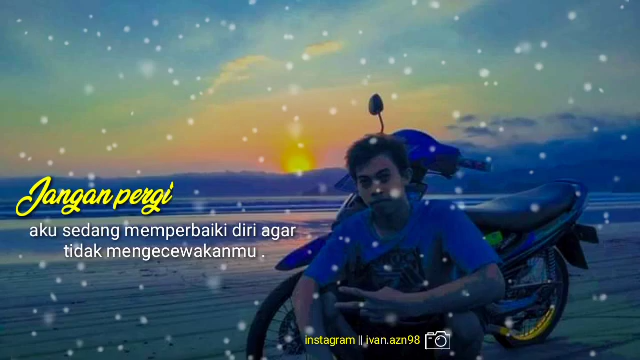 Jangan pergi
aku sedang memperbaiki diri agar
tidak mengecewakanmu .
instagram || ivan.azn98